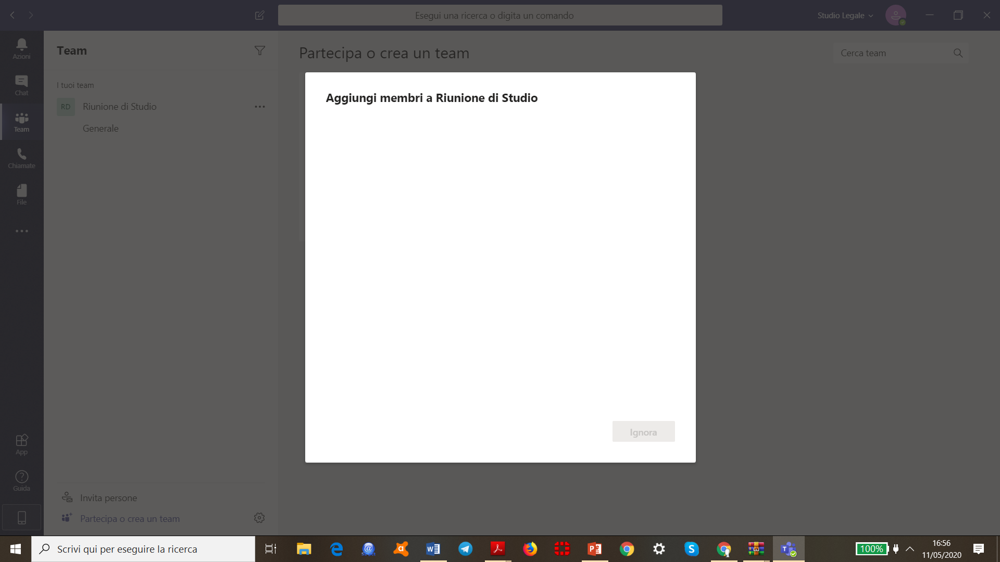 Esegui una ricerca o digita un comando
Studio Legale
Azioni
Chat
Team
Chiamate
File
App
Guida
Team
I tuoi team
RD
Riunione di Studio
Generale
Invita persone
Partecipa o crea un team
Partecipa o crea un team
Cerca team
Aggiungi membri a Riunione di Studio
Ignora
Scrivi qui per eseguire la ricerca
100%
16:56
11/05/2020